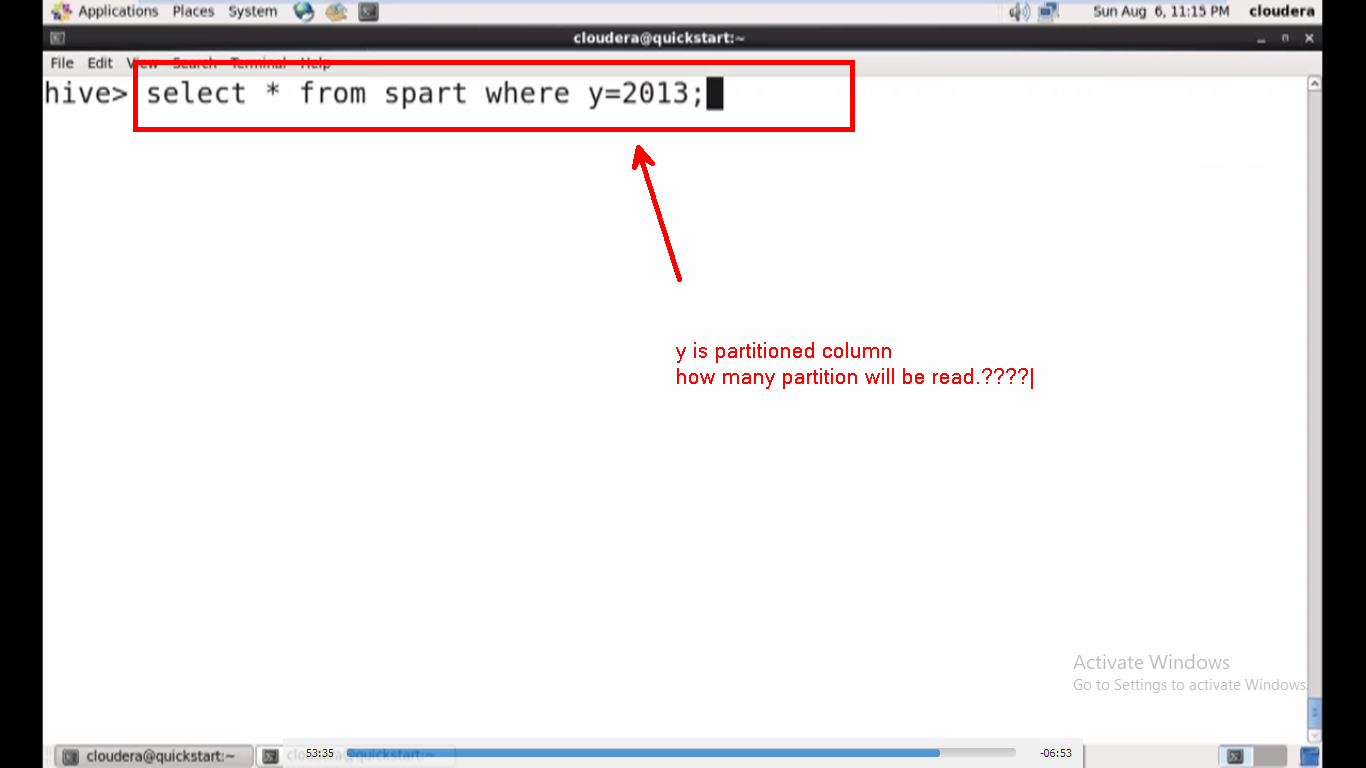 Applications Places System
Sun Aug 6, 11:15 PM cloudera
cloudera@quickstart:~
File Edit View Search Terminal Help
hive> select * from spart where y=2013;
y is partitioned column
how many partition will be read.????|
Activate Windows
Go to Settings to activate Windows.
cloudera@quickstart:~ cloudera@quickstart:~
53:35 -06:53